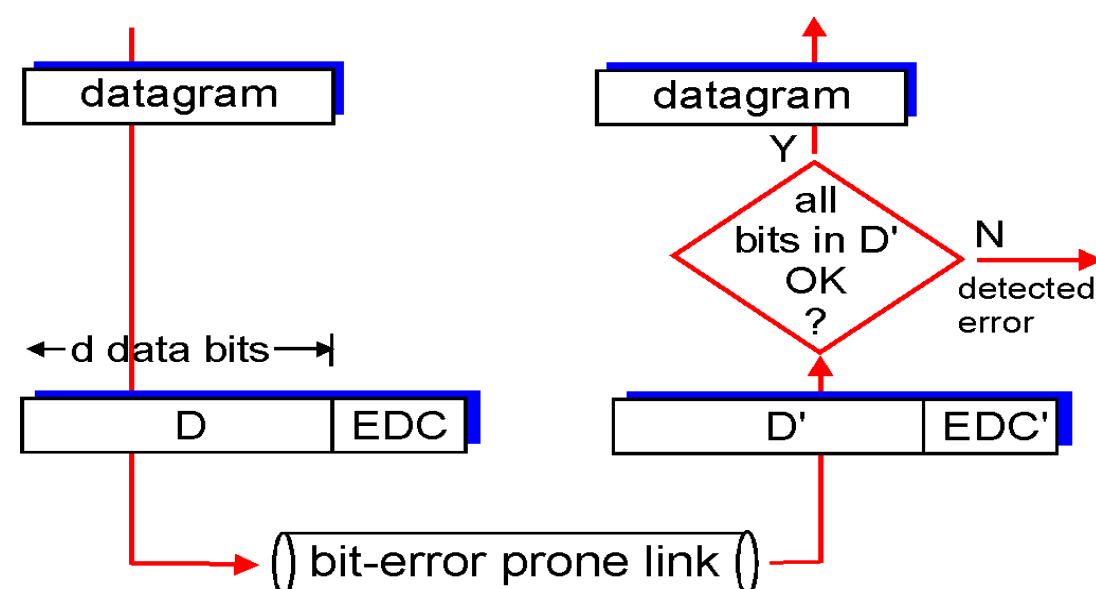 datagram
d data bits
D
EDC
bit-error prone link
D'
EDC'
all
bits in D'
OK
?
Y
N
detected
error
datagram